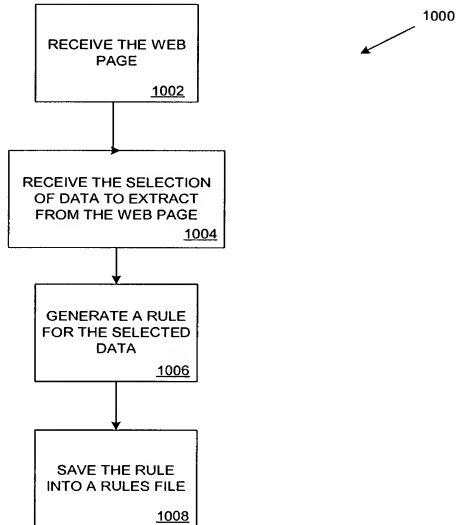 1000
RECEIVE THE WEB
PAGE
1002
RECEIVE THE SELECTION
OF DATA TO EXTRACT
FROM THE WEB PAGE
1004
GENERATE A RULE
FOR THE SELECTED
DATA
1006
SAVE THE RULE
INTO A RULES FILE
1008